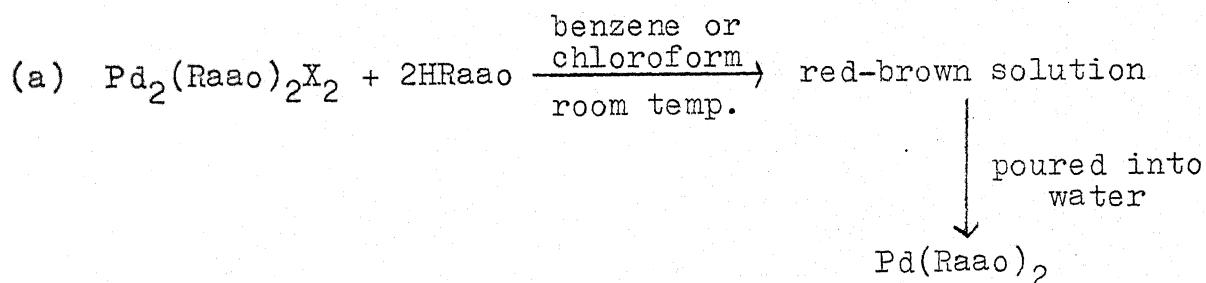 benzene or
chloroform
(a) Pd₂(Raao)₂X₂ + 2HRaao → red-brown solution
room temp.
poured into
water
Pd(Raao)₂